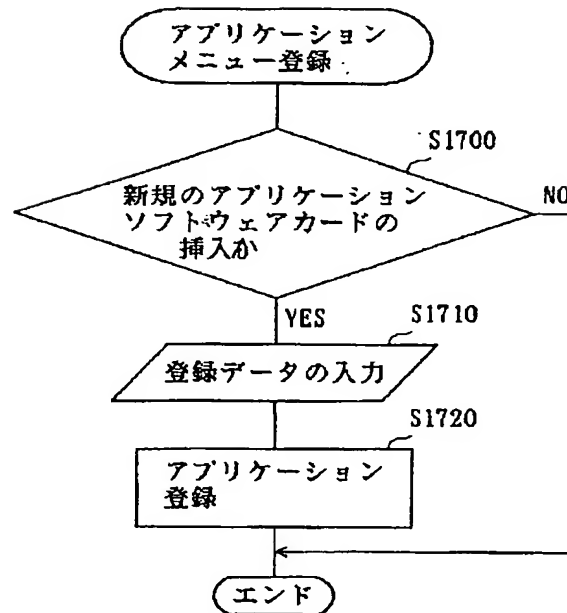 アプリケーション
メニュー登録
S1700
新規のアプリケーション
ソフトウェアカードの
挿入か
NO
YES
S1710
登録データの入力
S1720
アプリケーション
登録
エンド